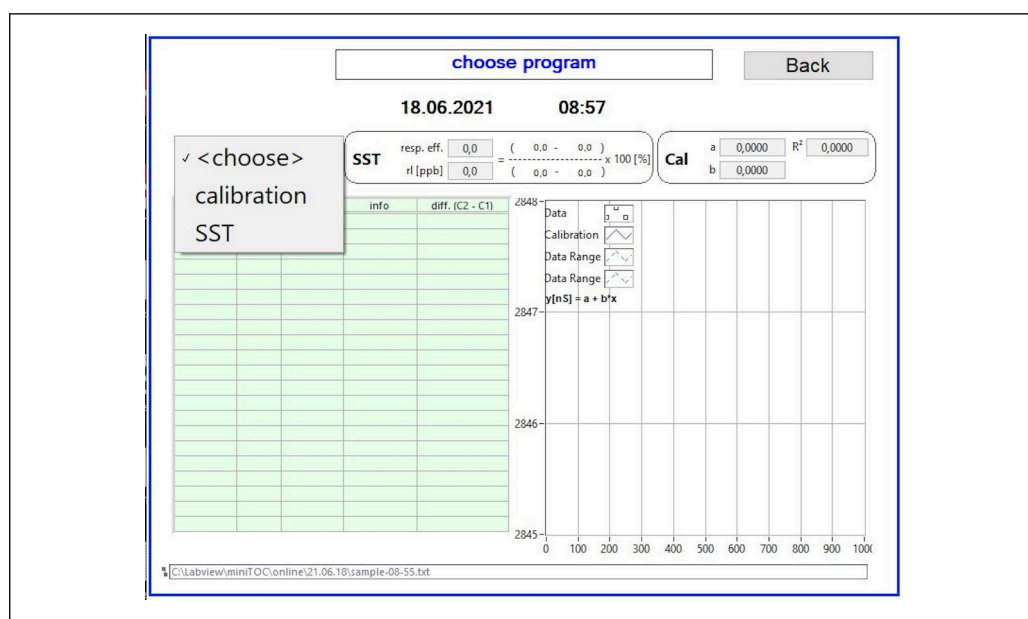 choose program
Back
18.06.2021 08:57
✓ <choose>
calibration
SST
SST
resp. eff. 0,0
rl [ppb] 0,0
= ( 0,0 - 0,0 )
---------------------- x 100 [%]
( 0,0 - 0,0 )
Cal
a 0,0000 R² 0,0000
b 0,0000
info diff. (C2 - C1)
2848
Data
Calibration
Data Range
Data Range
y[nS] = a + b*x
2847
2846
2845
0 100 200 300 400 500 600 700 800 900 100
C:\Labview\miniTOC\online\21.06.18\sample-08-55.txt